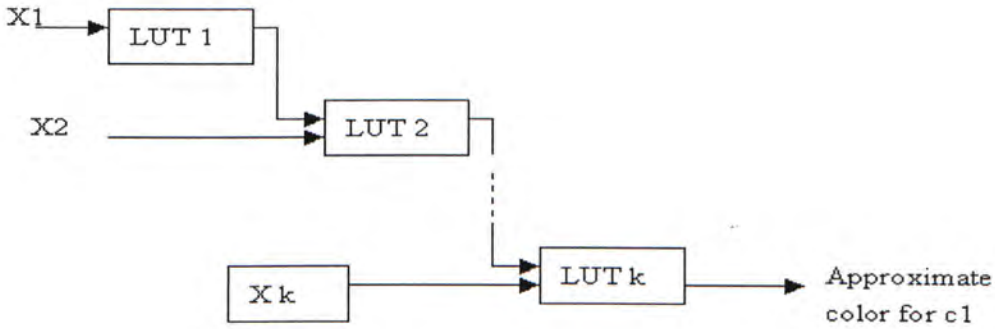 X1
LUT 1
X2
LUT 2
X k
LUT k
Approximate
color for c1